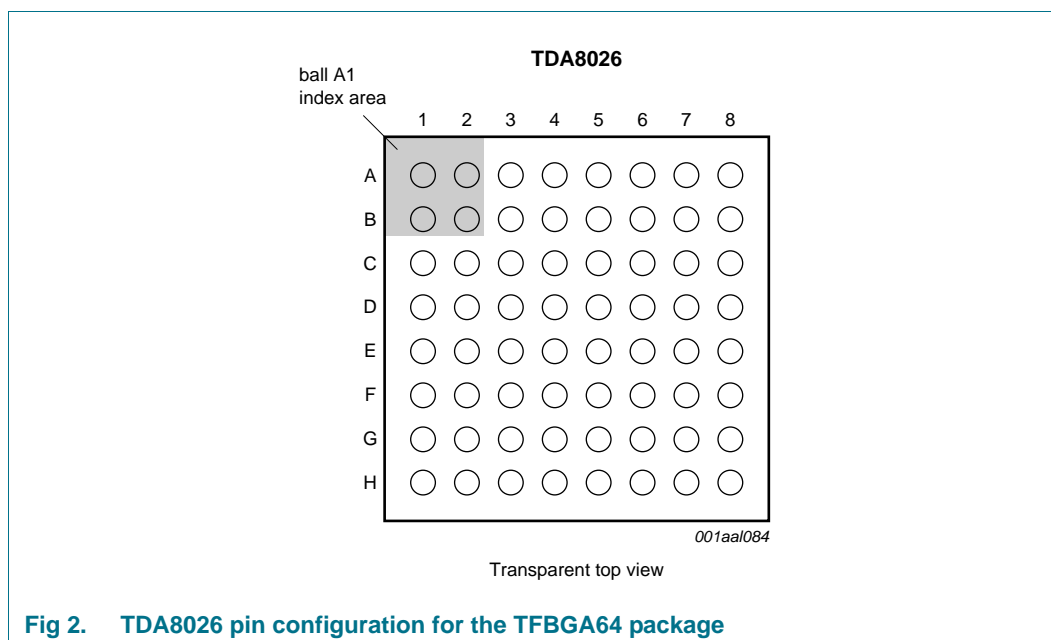 TDA8026
ball A1
index area
1 2 3 4 5 6 7 8
A
B
C
D
E
F
G
H
001aal084
Transparent top view
Fig 2. TDA8026 pin configuration for the TFBGA64 package